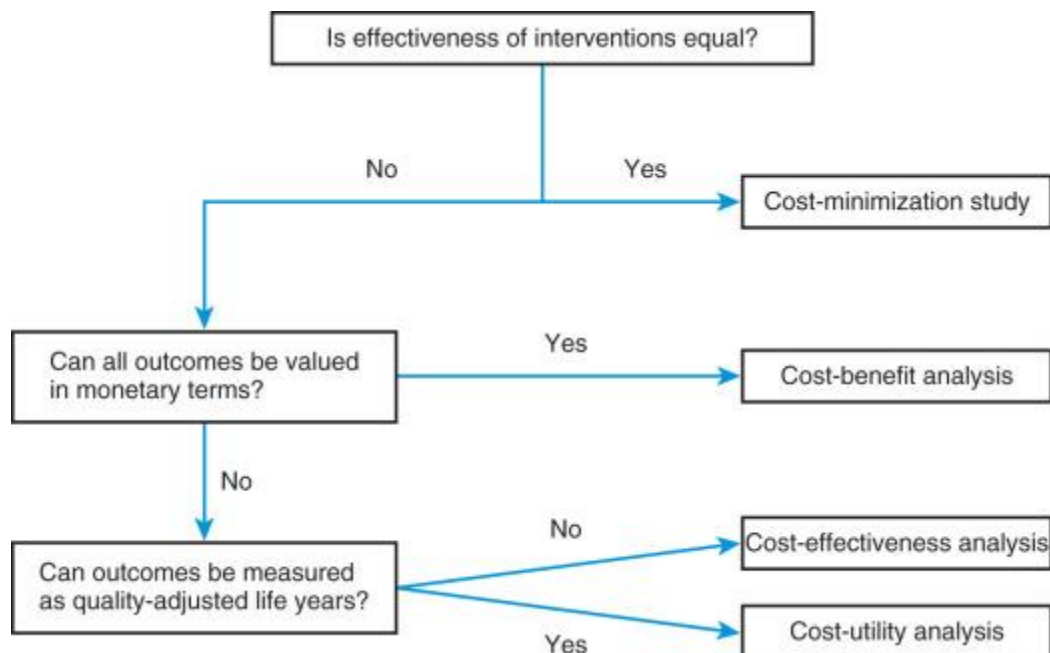 Is effectiveness of interventions equal?
No
Yes
Cost-minimization study
Can all outcomes be valued
in monetary terms?
Yes
Cost-benefit analysis
No
Can outcomes be measured
as quality-adjusted life years?
No
Cost-effectiveness analysis
Yes
Cost-utility analysis